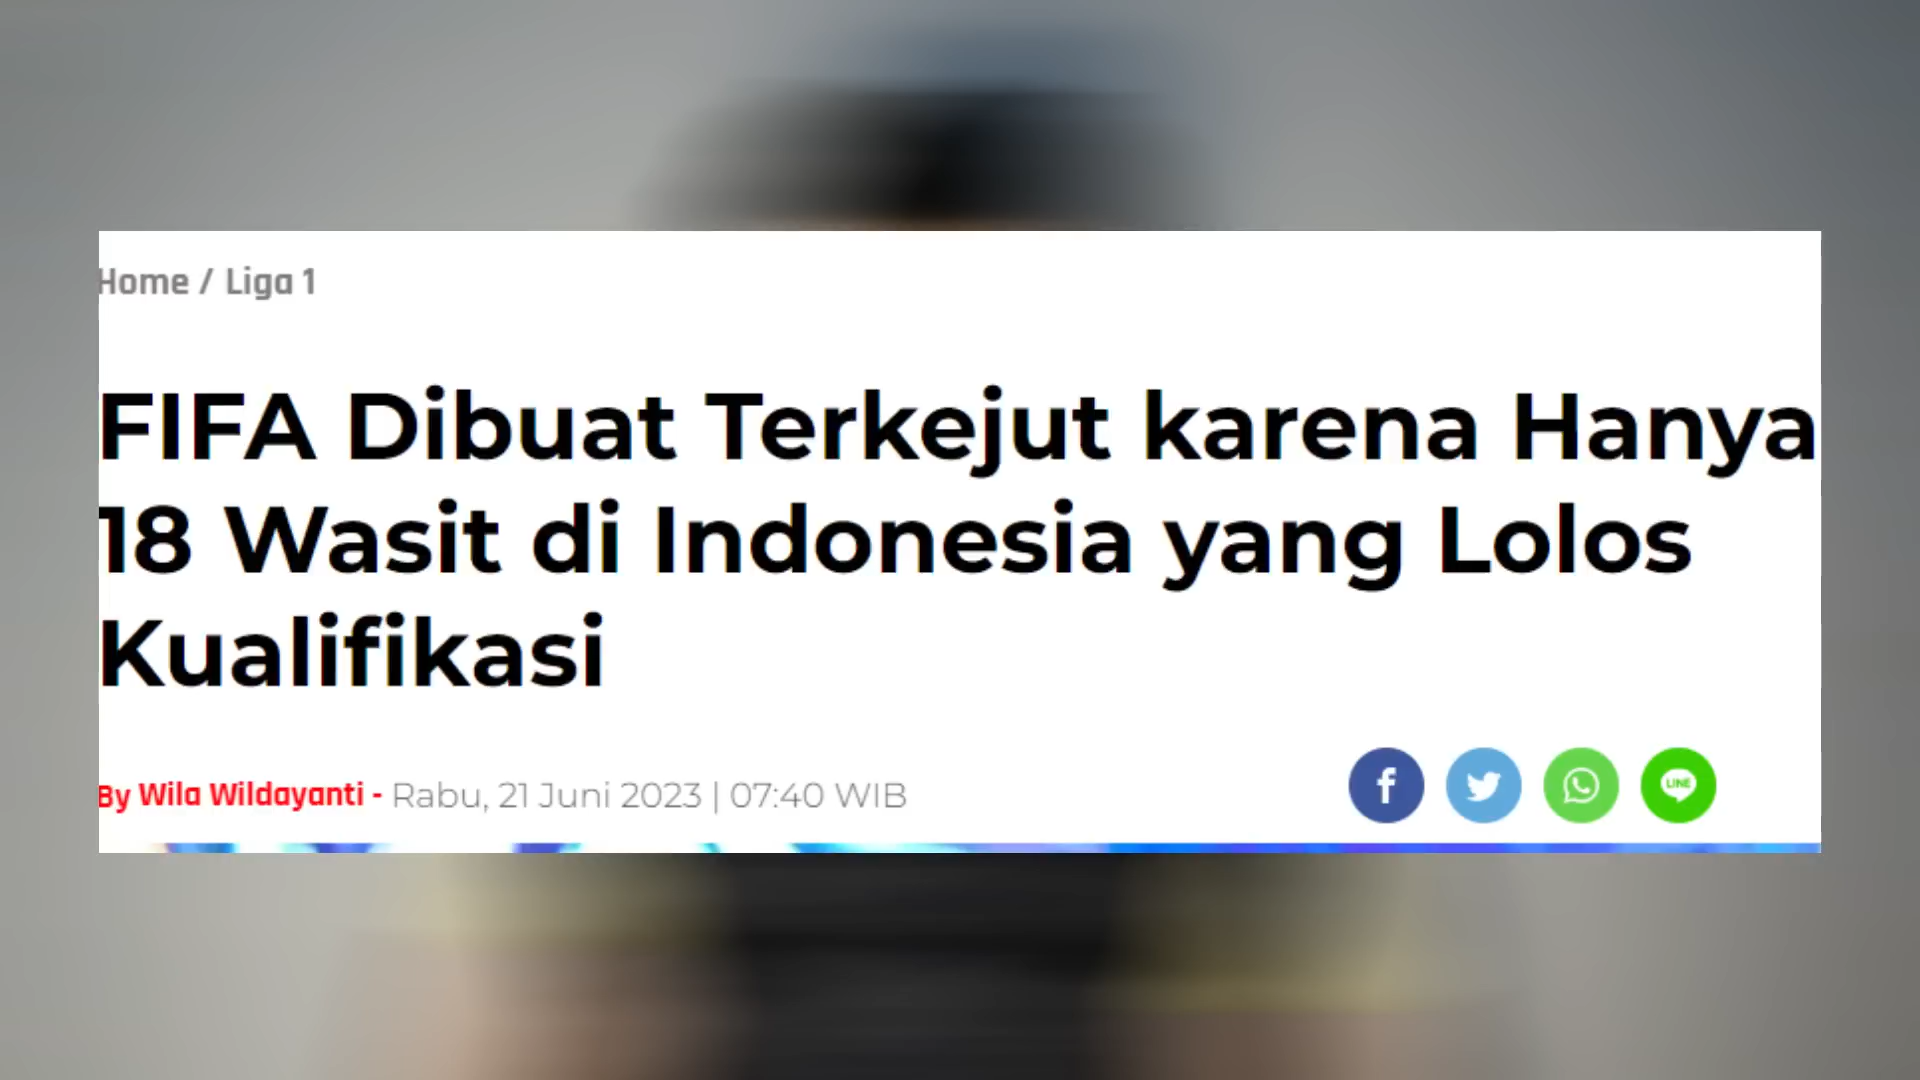 Home / Liga 1
FIFA Dibuat Terkejut karena Hanya
18 Wasit di Indonesia yang Lolos
Kualifikasi
By Wila Wildayanti - Rabu, 21 Juni 2023 | 07:40 WIB
LINE